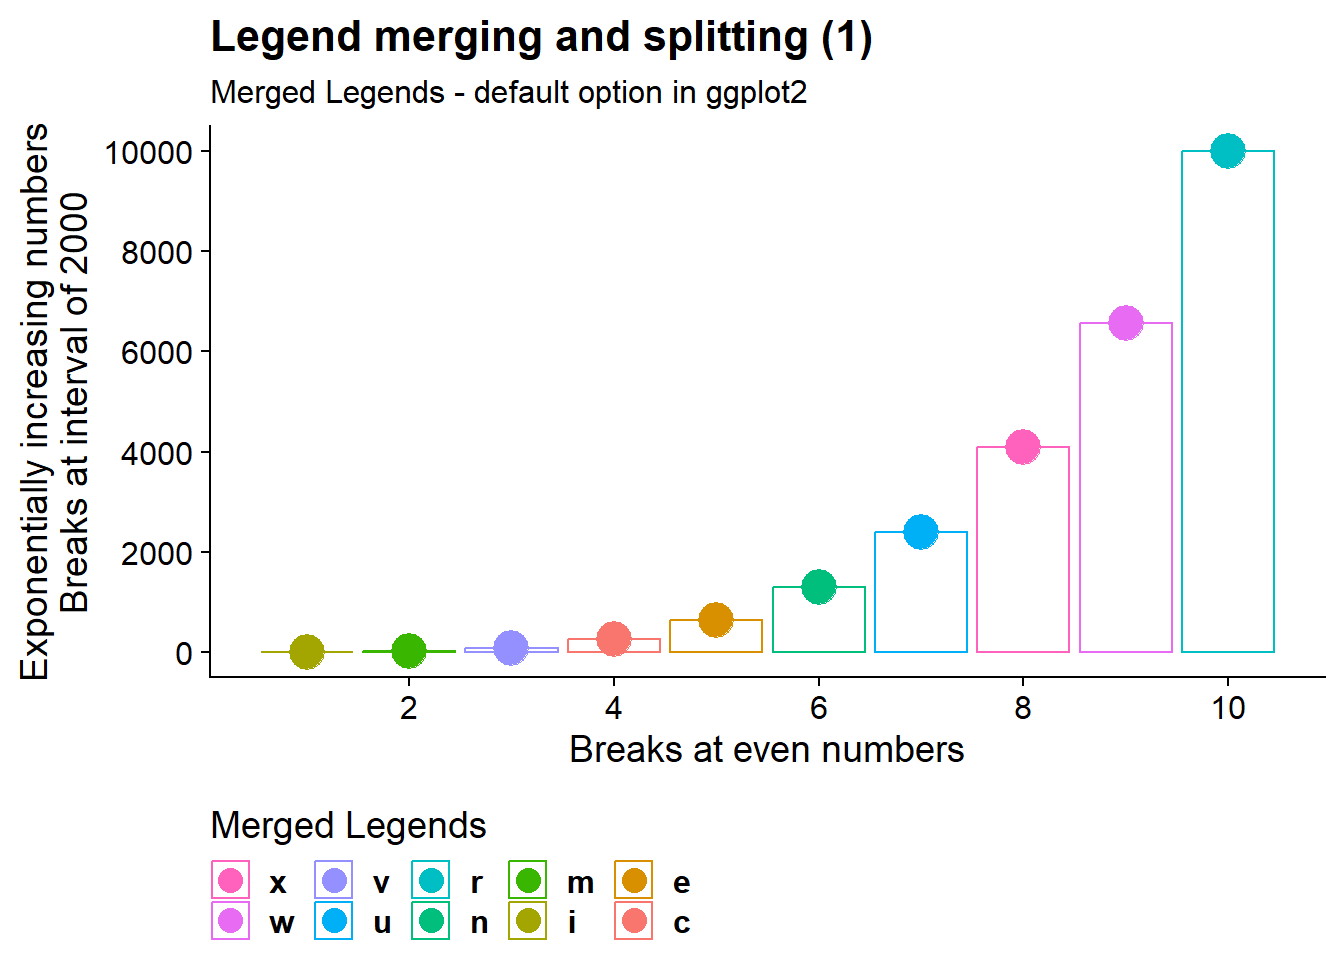 Legend merging and splitting (1)
Merged Legends - default option in ggplot2
Exponentially increasing numbers
Breaks at interval of 2000
10000
8000
6000
4000
2000
0
2 4 6 8 10
Breaks at even numbers
Merged Legends
x v r m e
w u n i c